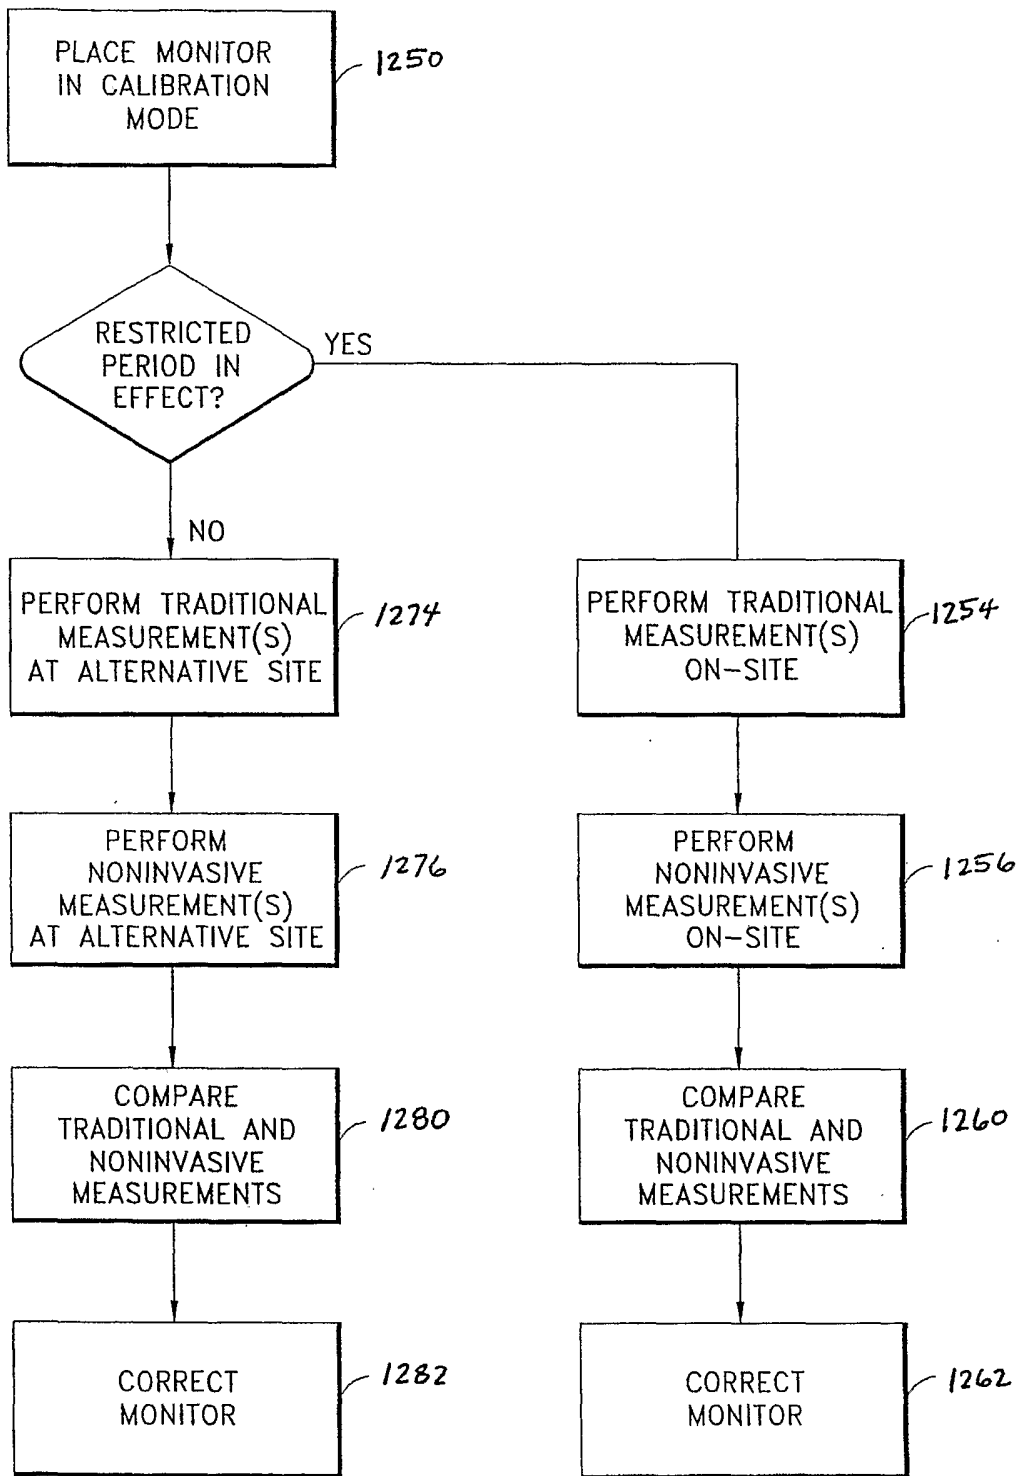 PLACE MONITOR
IN CALIBRATION
MODE
1250
RESTRICTED
PERIOD IN
EFFECT?
YES
NO
PERFORM TRADITIONAL
MEASUREMENT(S)
AT ALTERNATIVE SITE
1274
PERFORM TRADITIONAL
MEASUREMENT(S)
ON-SITE
1254
PERFORM
NONINVASIVE
MEASUREMENT(S)
AT ALTERNATIVE SITE
1276
PERFORM
NONINVASIVE
MEASUREMENT(S)
ON-SITE
1256
COMPARE
TRADITIONAL AND
NONINVASIVE
MEASUREMENTS
1280
COMPARE
TRADITIONAL AND
NONINVASIVE
MEASUREMENTS
1260
CORRECT
MONITOR
1282
CORRECT
MONITOR
1262